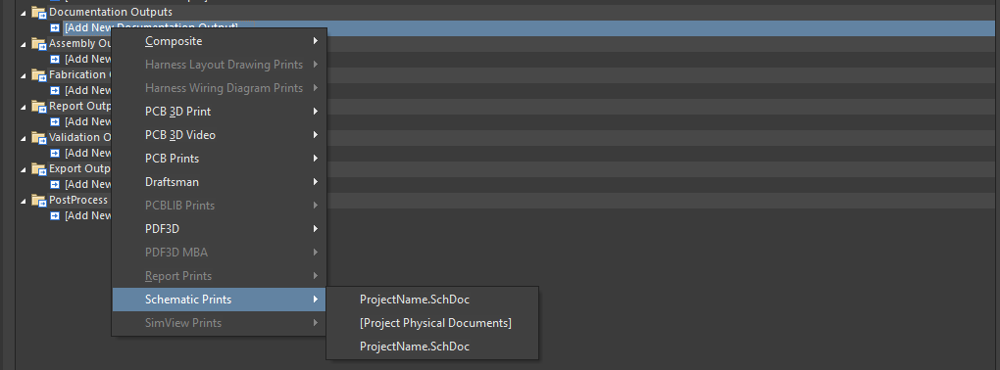 Documentation Outputs
[Add New Documentation Output]
Assembly Ou
[Add New
Fabrication
[Add New
Report Outp
[Add New
Validation O
[Add New
Export Outp
[Add New
PostProcess
[Add New
Composite
Harness Layout Drawing Prints
Harness Wiring Diagram Prints
PCB 3D Print
PCB 3D Video
PCB Prints
Draftsman
PCBLIB Prints
PDF3D
PDF3D MBA
Report Prints
Schematic Prints
SimView Prints
ProjectName.SchDoc
[Project Physical Documents]
ProjectName.SchDoc